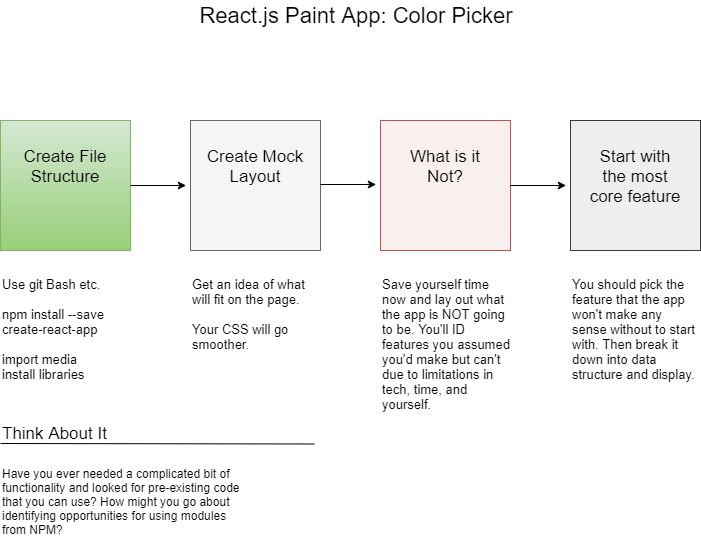 React.js Paint App: Color Picker
Create File
Structure
Create Mock
Layout
What is it
Not?
Start with
the most
core feature
Use git Bash etc.
npm install --save
create-react-app
import media
install libraries
Get an idea of what
will fit on the page.
Your CSS will go
smoother.
Save yourself time
now and lay out what
the app is NOT going
to be. You'll ID
features you assumed
you'd make but can't
due to limitations in
tech, time, and
yourself.
You should pick the
feature that the app
won't make any
sense without to start
with. Then break it
down into data
structure and display.
Think About It
Have you ever needed a complicated bit of
functionality and looked for pre-existing code
that you can use? How might you go about
identifying opportunities for using modules
from NPM?